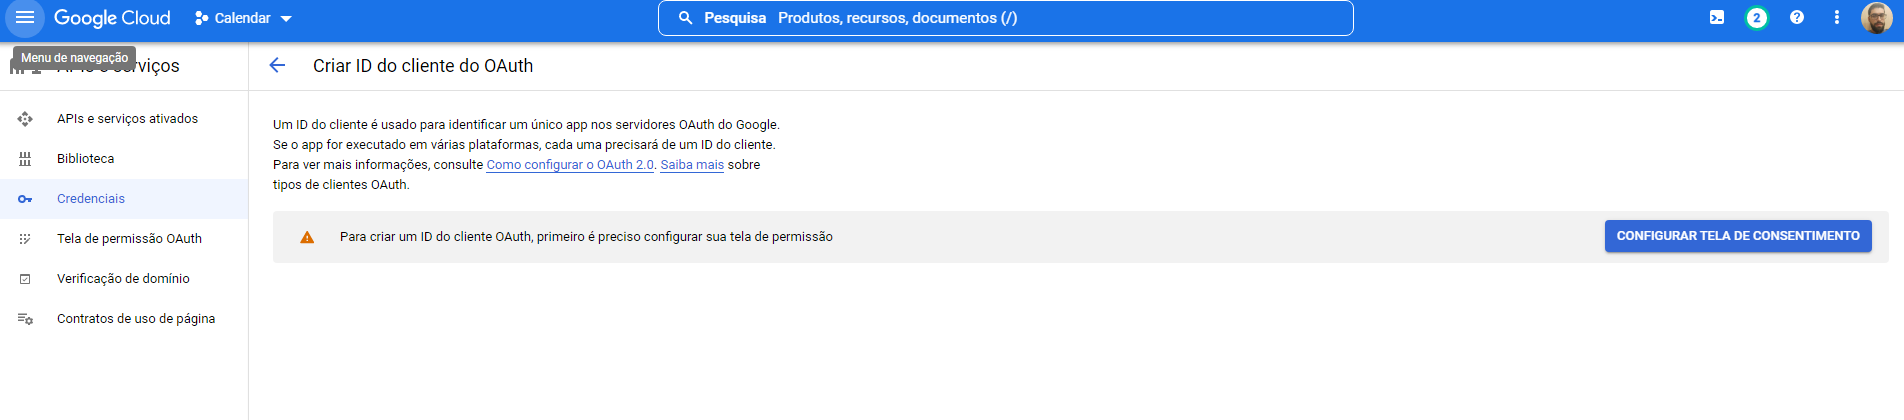 Google Cloud
Calendar
Pesquisa Produtos, recursos, documentos (/)
2
Menu de navegação
APIs e serviços
Criar ID do cliente do OAuth
APIs e serviços ativados
Biblioteca
Credenciais
Tela de permissão OAuth
Verificação de domínio
Contratos de uso de página
Um ID do cliente é usado para identificar um único app nos servidores OAuth do Google.
Se o app for executado em várias plataformas, cada uma precisará de um ID do cliente.
Para ver mais informações, consulte Como configurar o OAuth 2.0. Saiba mais sobre
tipos de clientes OAuth.
Para criar um ID do cliente OAuth, primeiro é preciso configurar sua tela de permissão
CONFIGURAR TELA DE CONSENTIMENTO